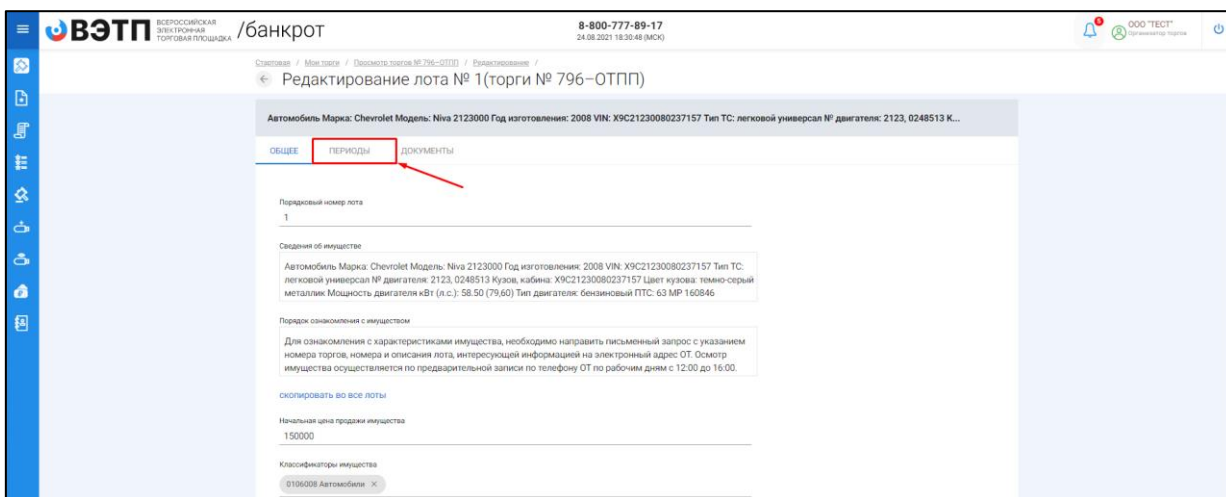 ВЭТП
ВСЕРОССИЙСКАЯ
ЭЛЕКТРОННАЯ
ТОРГОВАЯ ПЛОЩАДКА
/банкрот
8-800-777-89-17
24.08.2021 18:30:48 (МСК)
5
ООО "ТЕСТ"
Организатор торгов
Стартовая / Мои торги / Просмотр торгов № 796-ОТПП / Редактирование /
Редактирование лота № 1(торги № 796-ОТПП)
Автомобиль Марка: Chevrolet Модель: Niva 2123000 Год изготовления: 2008 VIN: X9C21230080237157 Тип ТС: легковой универсал № двигателя: 2123, 0248513 К...
ОБЩЕЕ ПЕРИОДЫ ДОКУМЕНТЫ
Порядковый номер лота
1
Сведения об имуществе
Автомобиль Марка: Chevrolet Модель: Niva 2123000 Год изготовления: 2008 VIN: X9C21230080237157 Тип ТС:
легковой универсал № двигателя: 2123, 0248513 Кузов, кабина: X9C21230080237157 Цвет кузова: темно-серый
металлик Мощность двигателя кВт (л.с.): 58.50 (79,60) Тип двигателя: бензиновый ПТС: 63 МР 160846
Порядок ознакомления с имуществом
Для ознакомления с характеристиками имущества, необходимо направить письменный запрос с указанием
номера торгов, номера и описания лота, интересующей информацией на электронный адрес ОТ. Осмотр
имущества осуществляется по предварительной записи по телефону ОТ по рабочим дням с 12:00 до 16:00.
СКОПИРОВАТЬ ВО ВСЕ ЛОТЫ
Начальная цена продажи имущества
150000
Классификаторы имущества
0106008 Автомобили ×